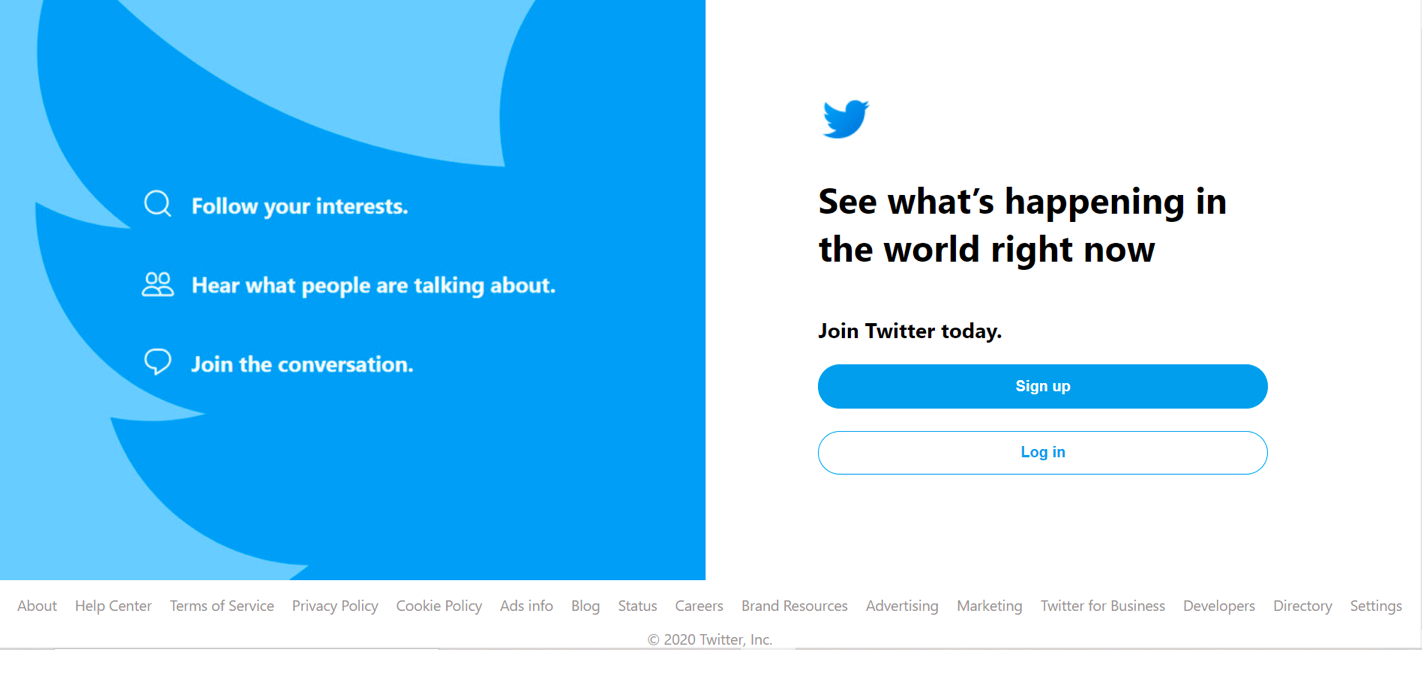 Follow your interests.
Hear what people are talking about.
Join the conversation.
See what’s happening in
the world right now
Join Twitter today.
Sign up
Log in
About Help Center Terms of Service Privacy Policy Cookie Policy Ads info Blog Status Careers Brand Resources Advertising Marketing Twitter for Business Developers Directory Settings
© 2020 Twitter, Inc.